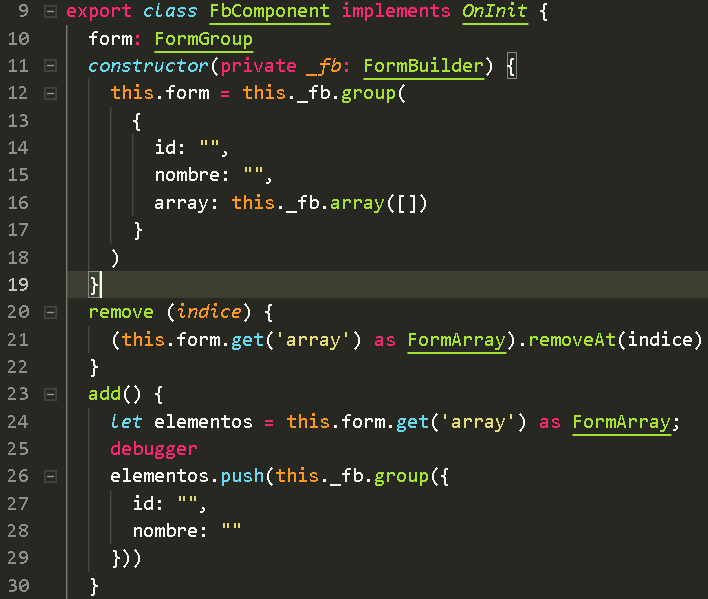 9 export class FbComponent implements OnInit {
10 form: FormGroup
11 constructor(private _fb: FormBuilder) {
12 this.form = this._fb.group(
13 {
14 id: "",
15 nombre: "",
16 array: this._fb.array([])
17 }
18 )
19 }
20 remove (indice) {
21 (this.form.get('array') as FormArray).removeAt(indice)
22 }
23 add() {
24 let elementos = this.form.get('array') as FormArray;
25 debugger
26 elementos.push(this._fb.group({
27 id: "",
28 nombre: ""
29 }))
30 }